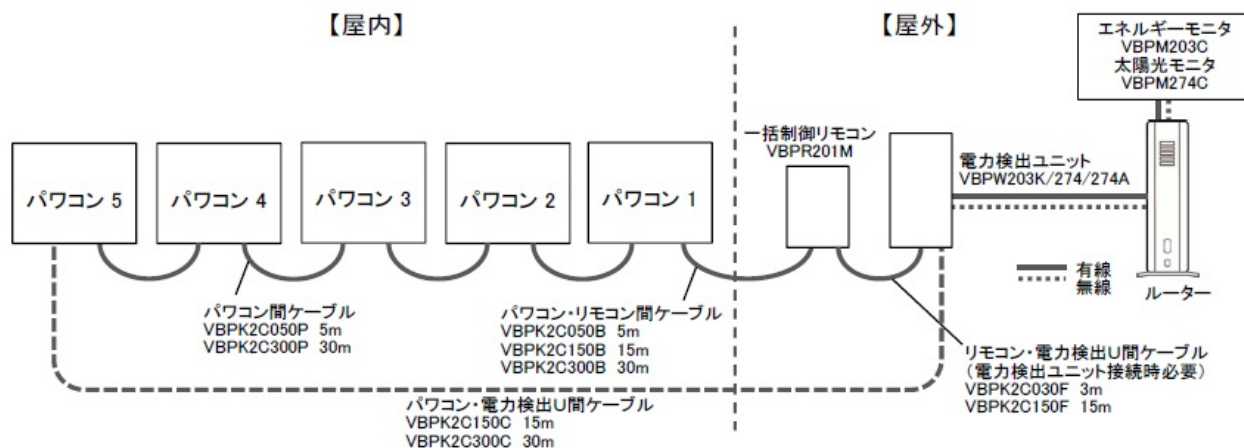 【屋内】
【屋外】
エネルギーモニタ
VBPM203C
太陽光モニタ
VBPM274C
一括制御リモコン
VBPR201M
電力検出ユニット
VBPW203K/274/274A
パワコン 5
パワコン 4
パワコン 3
パワコン 2
パワコン 1
有線
無線
ルーター
パワコン間ケーブル
VBPK2C050P 5m
VBPK2C300P 30m
パワコン・リモコン間ケーブル
VBPK2C050B 5m
VBPK2C150B 15m
VBPK2C300B 30m
リモコン・電力検出U間ケーブル
(電力検出ユニット接続時必要)
VBPK2C030F 3m
VBPK2C150F 15m
パワコン・電力検出U間ケーブル
VBPK2C150C 15m
VBPK2C300C 30m